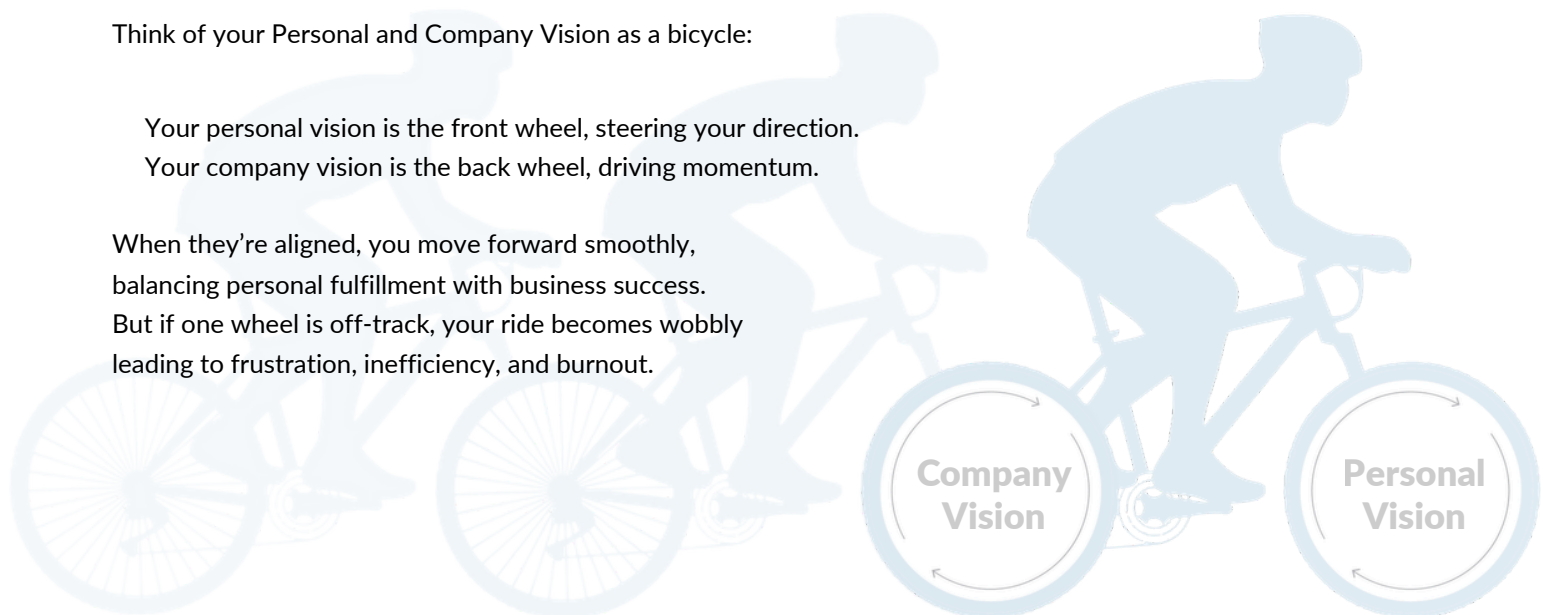 Think of your Personal and Company Vision as a bicycle:
Your personal vision is the front wheel, steering your direction.
Your company vision is the back wheel, driving momentum.
When they’re aligned, you move forward smoothly,
balancing personal fulfillment with business success.
But if one wheel is off-track, your ride becomes wobbly
leading to frustration, inefficiency, and burnout.
Company
Vision
Personal
Vision